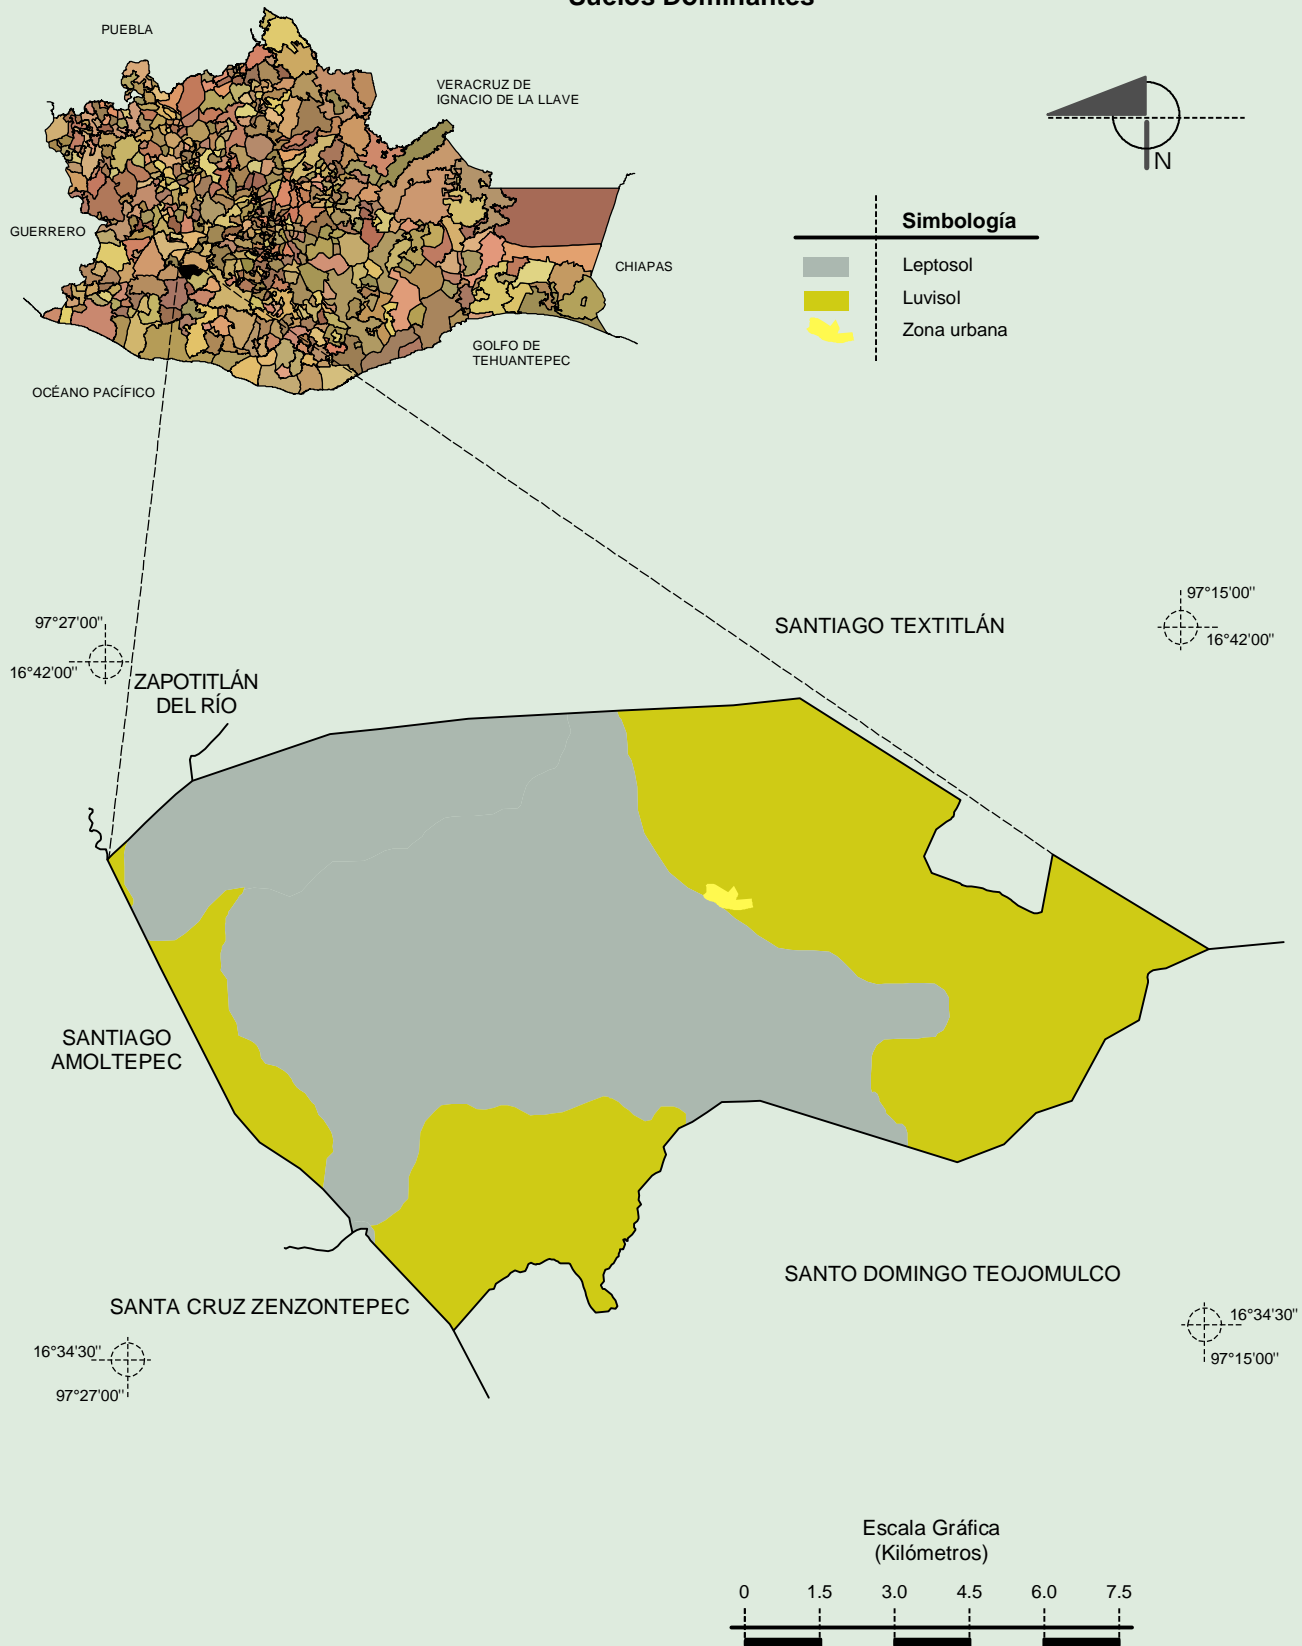 Suelos Dominantes
PUEBLA
VERACRUZ DE
IGNACIO DE LA LLAVE
GUERRERO
CHIAPAS
GOLFO DE
TEHUANTEPEC
OCÉANO PACÍFICO
N
Simbología
Leptosol
Luvisol
Zona urbana
97°27'00"
16°42'00"
97°15'00"
16°42'00"
SANTIAGO TEXTITLÁN
ZAPOTITLÁN
DEL RÍO
SANTIAGO
AMOLTEPEC
SANTA CRUZ ZENZONTEPEC
SANTO DOMINGO TEOJOMULCO
16°34'30"
97°27'00"
16°34'30"
97°15'00"
Escala Gráfica
(Kilómetros)
0 1.5 3.0 4.5 6.0 7.5